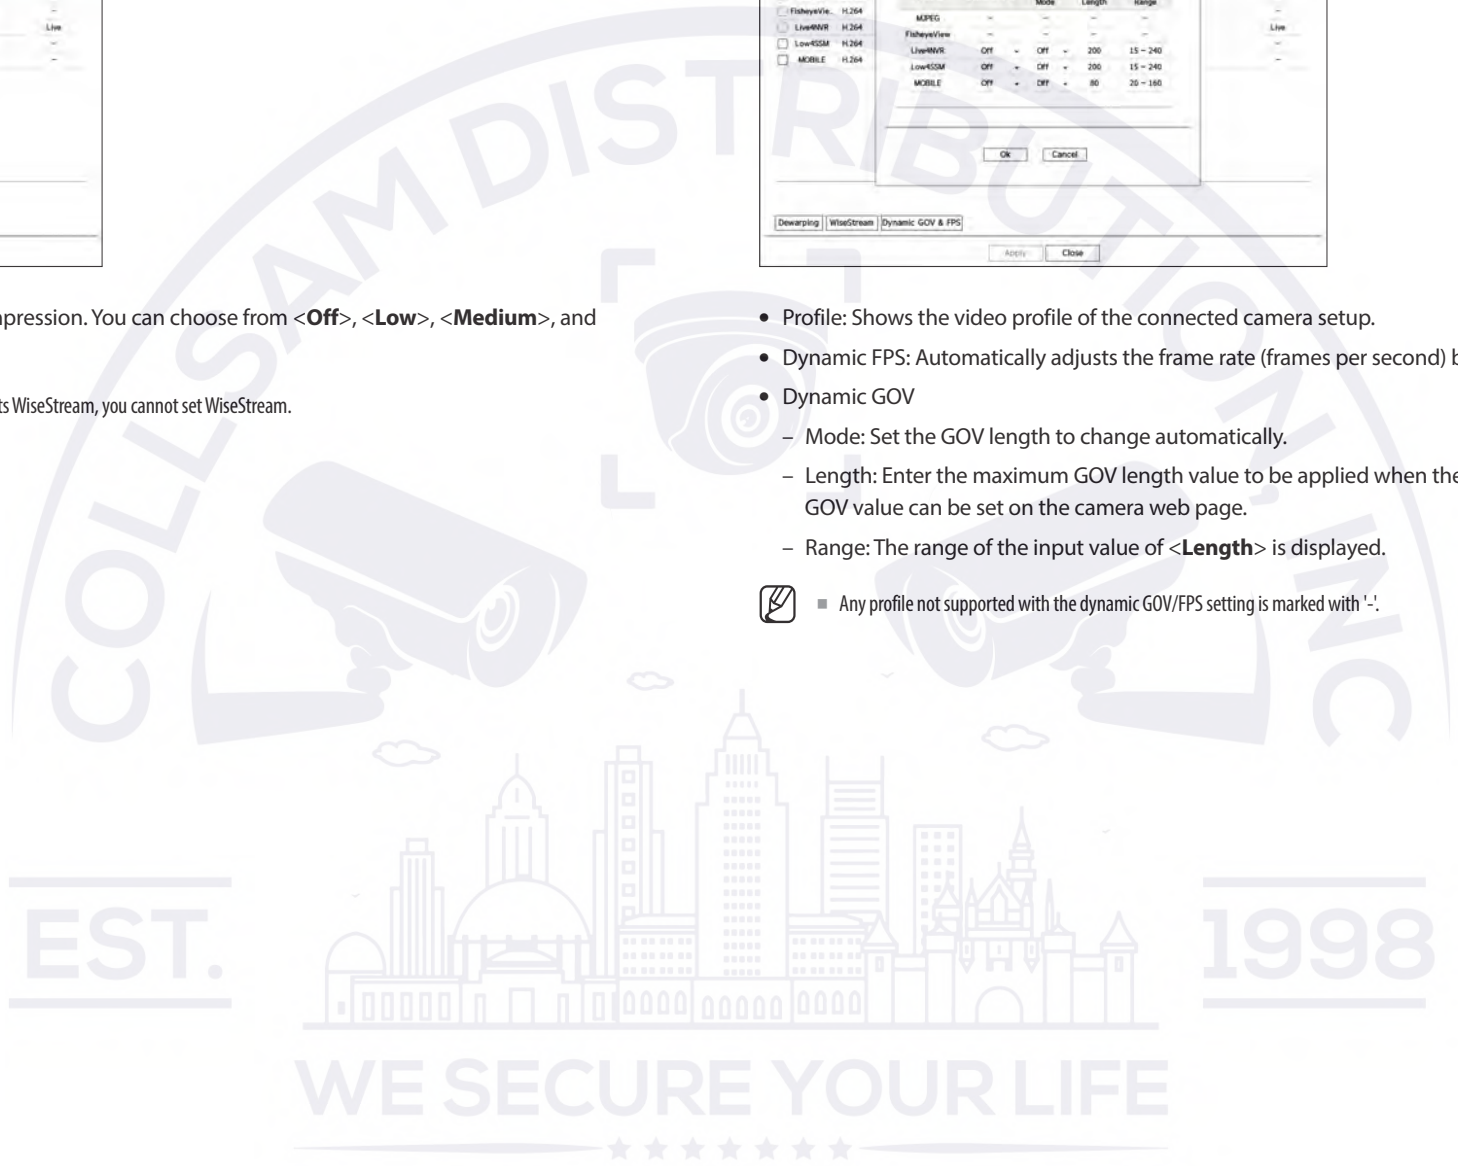 Live
mpression. You can choose from <Off>, <Low>, <Medium>, and
ts WiseStream, you cannot set WiseStream.
Mode Length Range
FisheyeVie.. H.264
Live4NVR H.264
Low4SSM H.264
MOBILE H.264
MJPEG - - - -
FisheyeView - - - -
Live4NVR Off Off 200 15 ~ 240
Low4SSM Off Off 200 15 ~ 240
MOBILE Off Off 80 20 ~ 160
Live
Ok Cancel
Dewarping WiseStream Dynamic GOV & FPS
Apply Close
• Profile: Shows the video profile of the connected camera setup.
• Dynamic FPS: Automatically adjusts the frame rate (frames per second) b
• Dynamic GOV
– Mode: Set the GOV length to change automatically.
– Length: Enter the maximum GOV length value to be applied when the
GOV value can be set on the camera web page.
– Range: The range of the input value of <Length> is displayed.
■ Any profile not supported with the dynamic GOV/FPS setting is marked with '-'.
COLLSAM DISTRIBUTION, INC
EST. 1998
WE SECURE YOUR LIFE